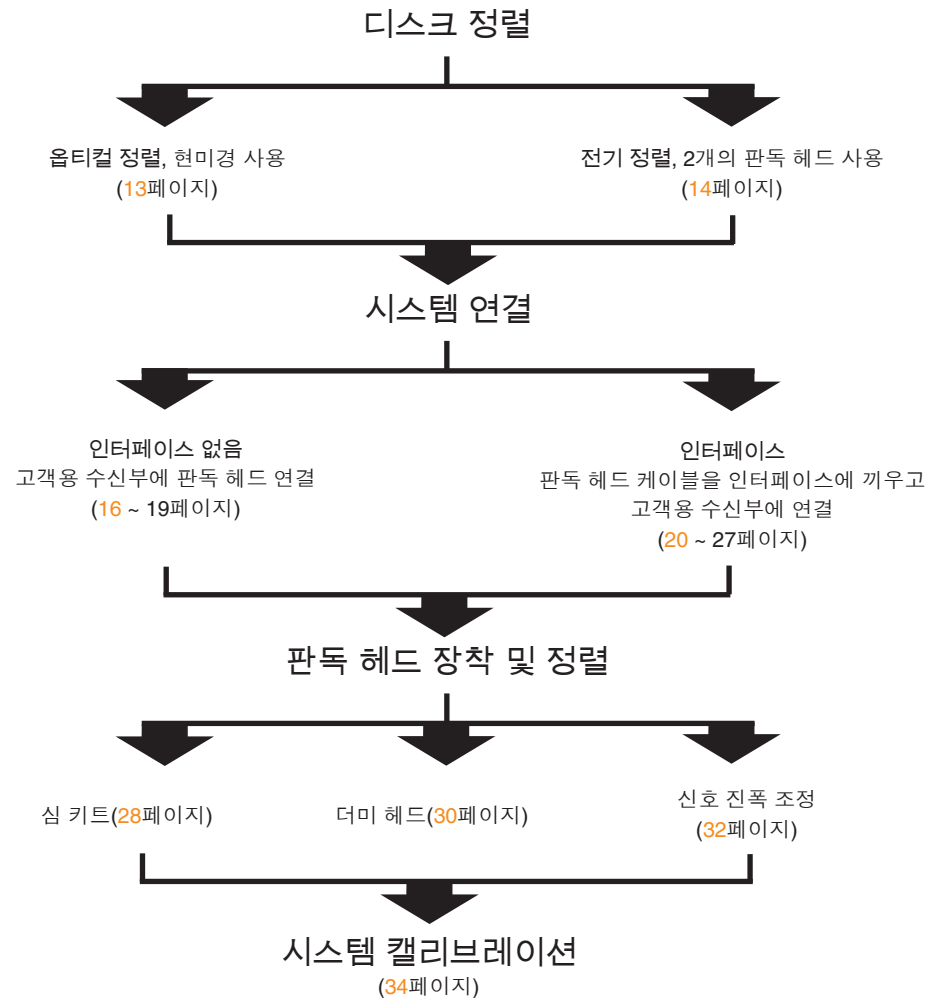 디스크 정렬
옵티컬 정렬, 현미경 사용
(13페이지)
전기 정렬, 2개의 판독 헤드 사용
(14페이지)
시스템 연결
인터페이스 없음
고객용 수신부에 판독 헤드 연결
(16 ~ 19페이지)
인터페이스
판독 헤드 케이블을 인터페이스에 끼우고
고객용 수신부에 연결
(20 ~ 27페이지)
판독 헤드 장착 및 정렬
심 키트(28페이지)
더미 헤드(30페이지)
신호 진폭 조정
(32페이지)
시스템 캘리브레이션
(34페이지)